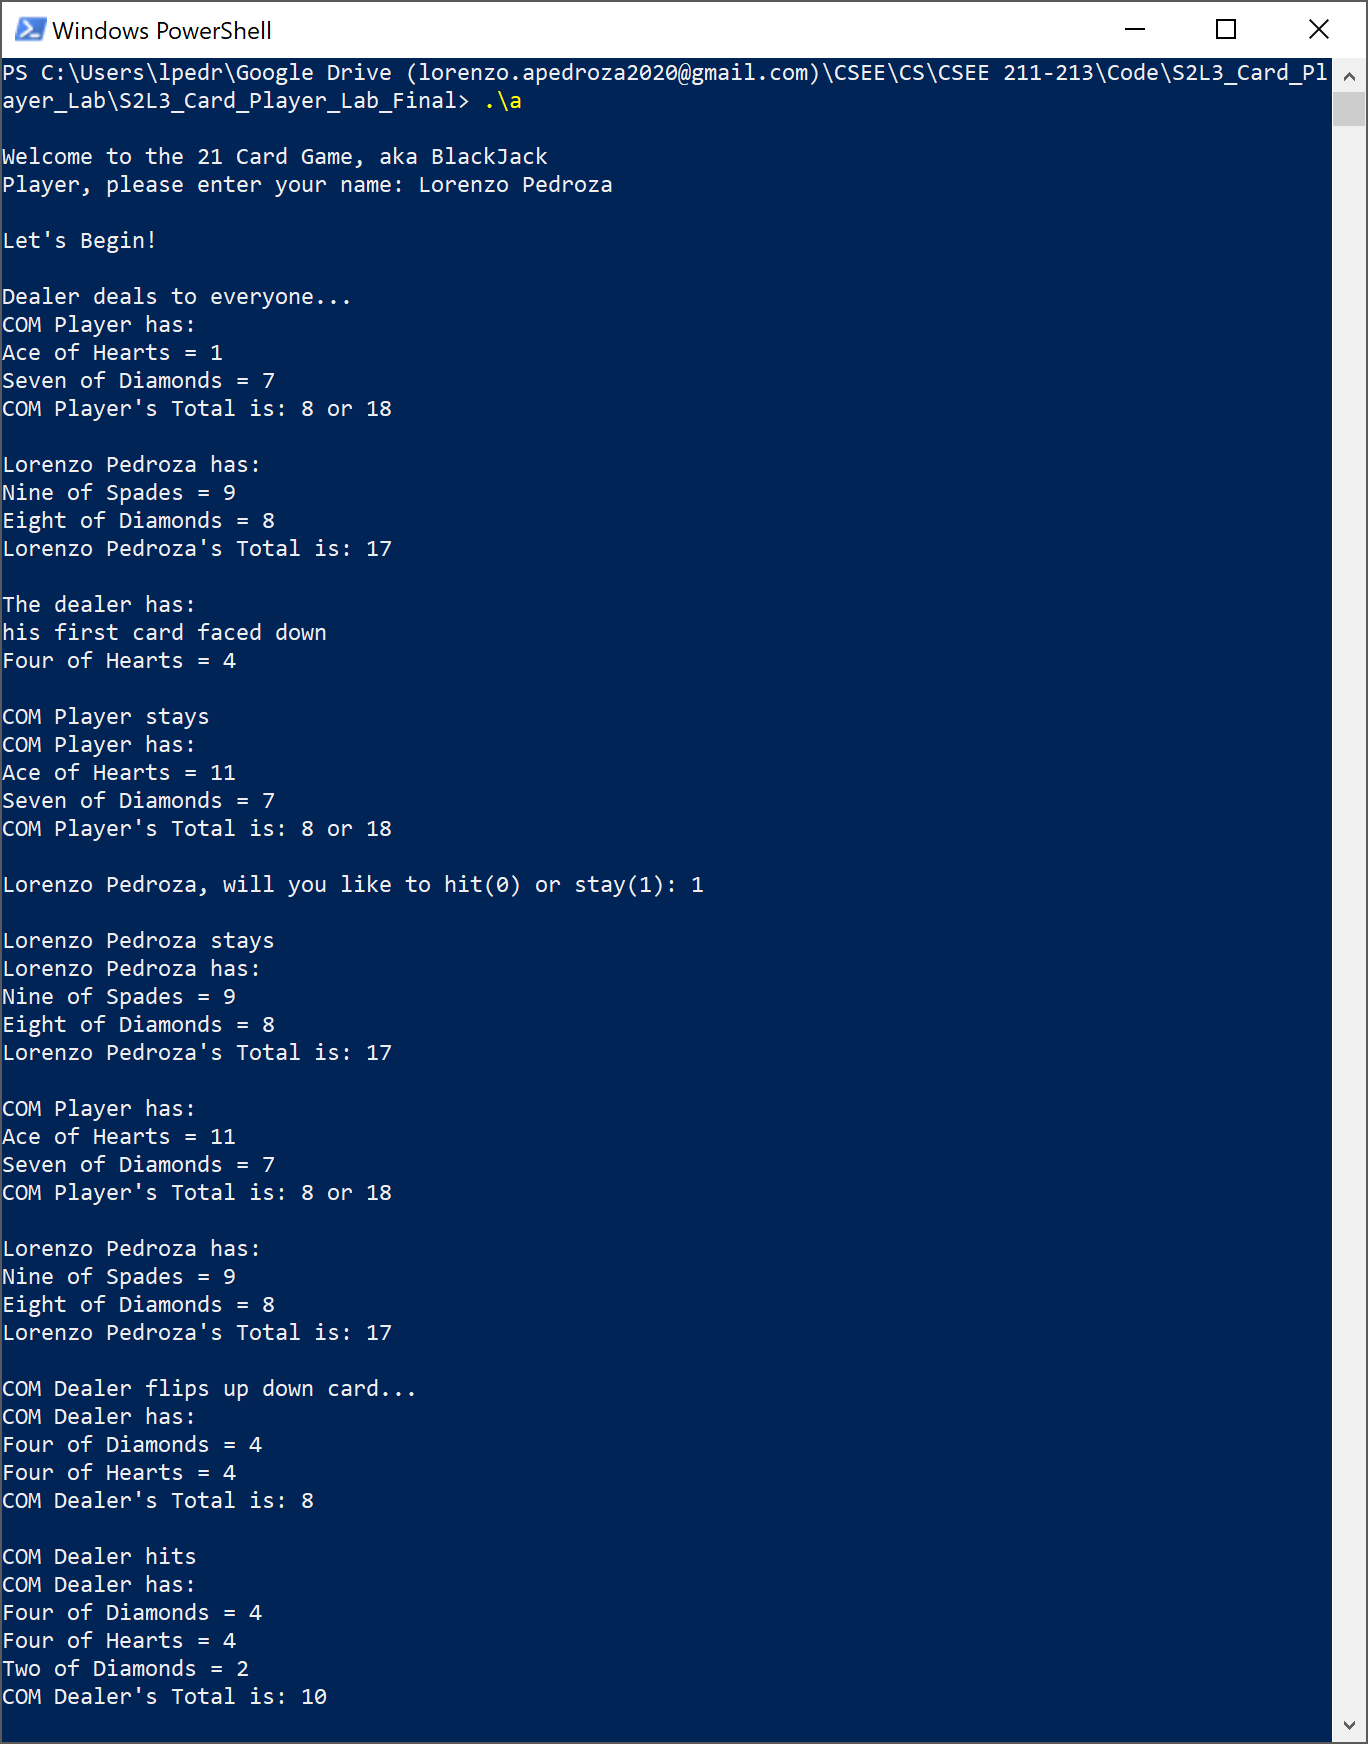 Windows PowerShell
PS C:\Users\lpedr\Google Drive (lorenzo.apedroza2020@gmail.com)\CSEE\CS\CSEE 211-213\Code\S2L3_Card_Pl
ayer_Lab\S2L3_Card_Player_Lab_Final> .\a
Welcome to the 21 Card Game, aka BlackJack
Player, please enter your name: Lorenzo Pedroza
Let's Begin!
Dealer deals to everyone...
COM Player has:
Ace of Hearts = 1
Seven of Diamonds = 7
COM Player's Total is: 8 or 18
Lorenzo Pedroza has:
Nine of Spades = 9
Eight of Diamonds = 8
Lorenzo Pedroza's Total is: 17
The dealer has:
his first card faced down
Four of Hearts = 4
COM Player stays
COM Player has:
Ace of Hearts = 11
Seven of Diamonds = 7
COM Player's Total is: 8 or 18
Lorenzo Pedroza, will you like to hit(0) or stay(1): 1
Lorenzo Pedroza stays
Lorenzo Pedroza has:
Nine of Spades = 9
Eight of Diamonds = 8
Lorenzo Pedroza's Total is: 17
COM Player has:
Ace of Hearts = 11
Seven of Diamonds = 7
COM Player's Total is: 8 or 18
Lorenzo Pedroza has:
Nine of Spades = 9
Eight of Diamonds = 8
Lorenzo Pedroza's Total is: 17
COM Dealer flips up down card...
COM Dealer has:
Four of Diamonds = 4
Four of Hearts = 4
COM Dealer's Total is: 8
COM Dealer hits
COM Dealer has:
Four of Diamonds = 4
Four of Hearts = 4
Two of Diamonds = 2
COM Dealer's Total is: 10